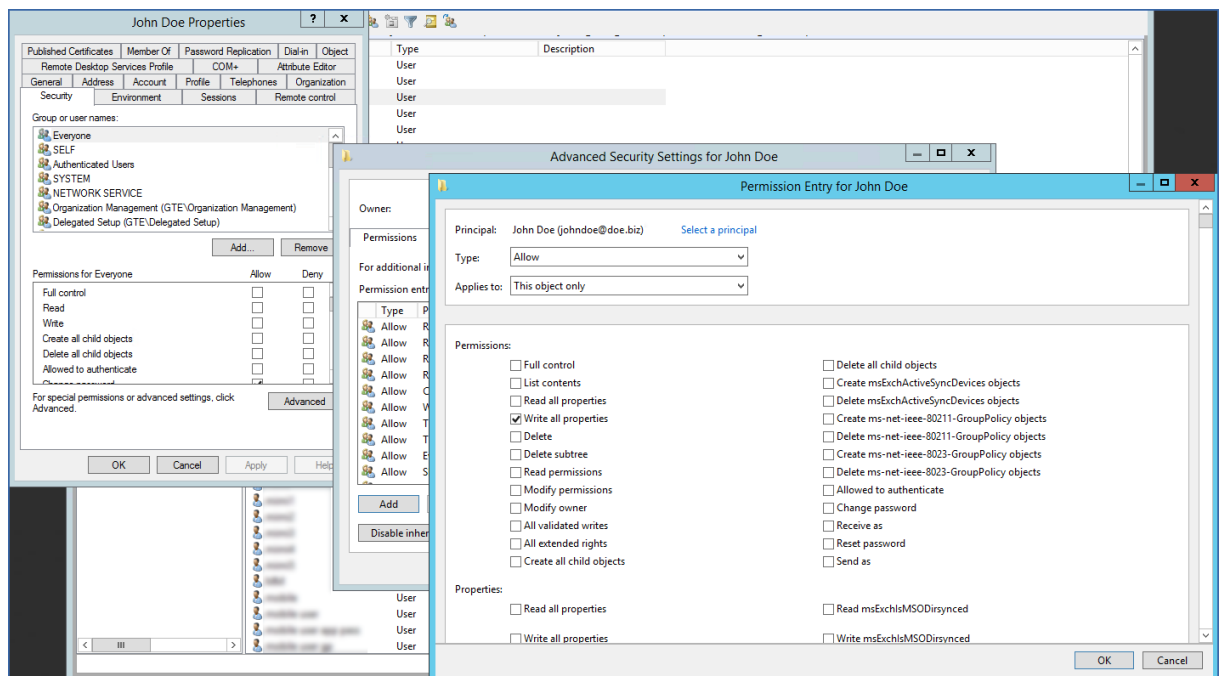 John Doe Properties
?
x
Published Certificates Member Of Password Replication Dial-in Object
Remote Desktop Services Profile COM+ Attribute Editor
General Address Account Profile Telephones Organization
Security Environment Sessions Remote control
Group or user names:
Everyone
SELF
Authenticated Users
SYSTEM
NETWORK SERVICE
Organization Management (GTE\Organization Management)
Delegated Setup (GTE\Delegated Setup)
Add... Remove
Permissions for Everyone Allow Deny
Full control
Read
Write
Create all child objects
Delete all child objects
Allowed to authenticate
Change password
For special permissions or advanced settings, click
Advanced.
Advanced
OK Cancel Apply Help
Type Description
User
User
User
User
User
Advanced Security Settings for John Doe
x
Owner:
Permissions
For additional
Permission
Type
Allow
Allow
Allow
Allow
Allow
Allow
Allow
Allow
Allow
Allow
Add
Disable
User
User
User
User
Permission Entry for John Doe
x
Principal: John Doe (johndoe@doe.biz) Select a principal
Type: Allow
Applies to: This object only
Permissions:
Full control Delete all child objects
List contents Create msExchActiveSyncDevices objects
Read all properties Delete msExchActiveSyncDevices objects
Write all properties Create ms-net-ieee-80211-GroupPolicy objects
Delete Delete ms-net-ieee-80211-GroupPolicy objects
Delete subtree Create ms-net-ieee-8023-GroupPolicy objects
Read permissions Delete ms-net-ieee-8023-GroupPolicy objects
Modify permissions Allowed to authenticate
Modify owner Change password
All validated writes Receive as
All extended rights Reset password
Create all child objects Send as
Properties:
Read all properties Read msExchIsMSODirsynced
Write all properties Write msExchIsMSODirsynced
OK Cancel